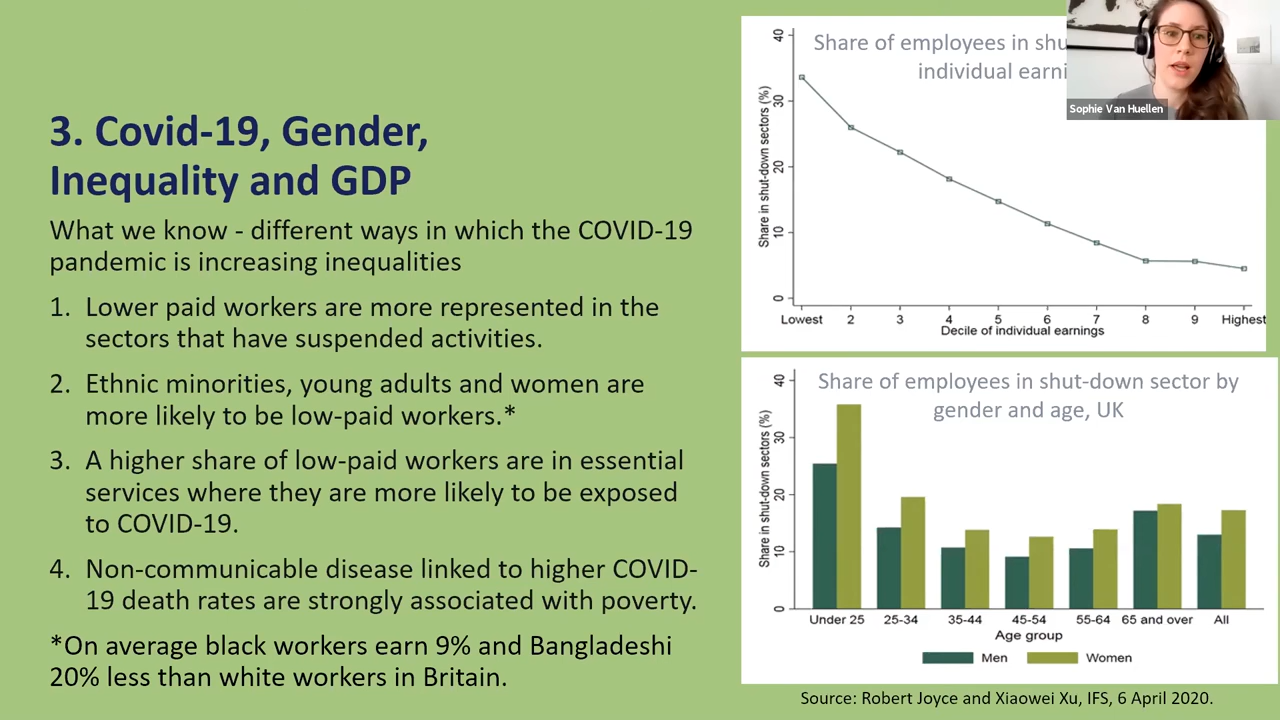 3. Covid-19, Gender,
Inequality and GDP
What we know - different ways in which the COVID-19
pandemic is increasing inequalities
1. Lower paid workers are more represented in the
sectors that have suspended activities.
2. Ethnic minorities, young adults and women are
more likely to be low-paid workers.*
3. A higher share of low-paid workers are in essential
services where they are more likely to be exposed
to COVID-19.
4. Non-communicable disease linked to higher COVID-
19 death rates are strongly associated with poverty.
*On average black workers earn 9% and Bangladeshi
20% less than white workers in Britain.
Share of employees in
individual
Sophie Van Huellen
Share in shut-down sectors (%)
40
30
20
10
0
Lowest 2 3 4 5 6 7 8 9 Highest
Decile of individual earnings
Share of employees in shut-down sector by
gender and age, UK
Share in shut-down sectors (%)
40
30
20
10
0
Under 25 25-34 35-44 45-54 55-64 65 and over All
Age group
Men Women
Source: Robert Joyce and Xiaowei Xu, IFS, 6 April 2020.